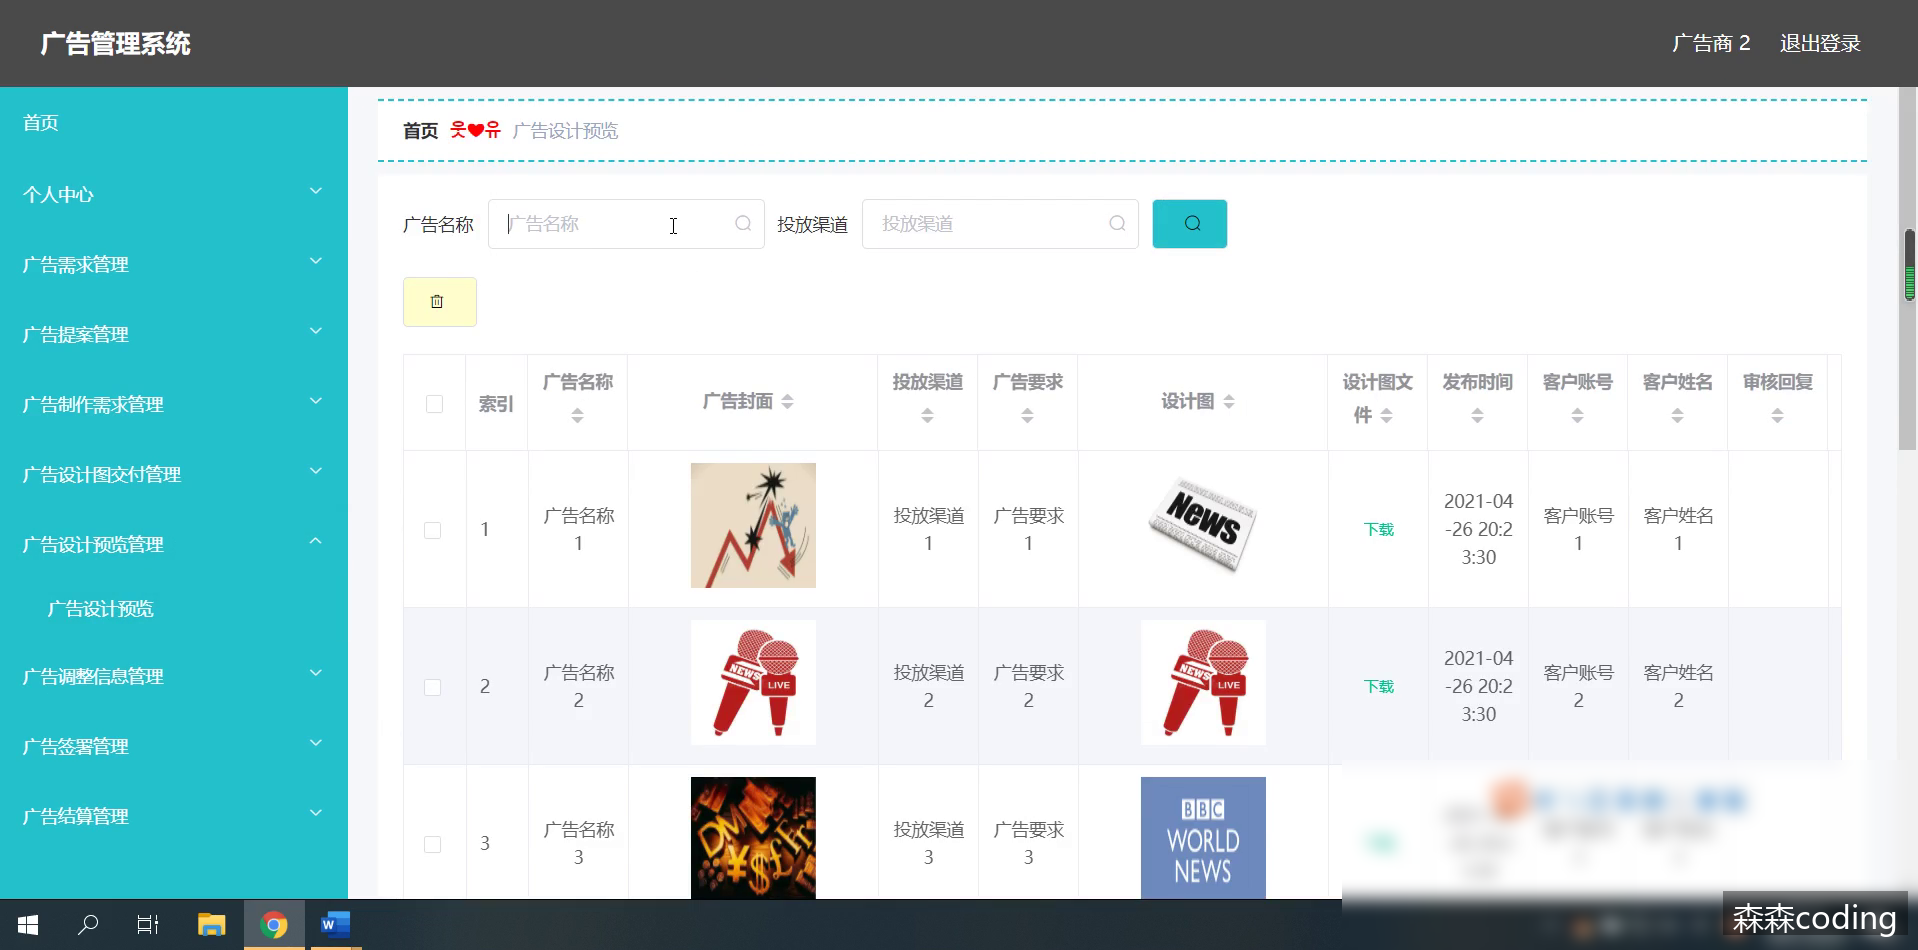 广告管理系统
广告商 2
退出登录
首页
个人中心
广告需求管理
广告提案管理
广告制作需求管理
广告设计图交付管理
广告设计预览管理
广告设计预览
广告调整信息管理
广告签署管理
广告结算管理
首页 웃❤유 广告设计预览
广告名称 广告名称 投放渠道 投放渠道
索引 广告名称 广告封面 投放渠道 广告要求 设计图 设计图文件 发布时间 客户账号 客户姓名 审核回复
1 广告名称1 投放渠道1 广告要求1 News 下载 2021-04-26 20:23:30 客户账号1 客户姓名1
2 广告名称2 NEWS LIVE 投放渠道2 广告要求2 NEWS LIVE 下载 2021-04-26 20:23:30 客户账号2 客户姓名2
3 广告名称3 投放渠道3 广告要求3 BBC WORLD NEWS
森森coding